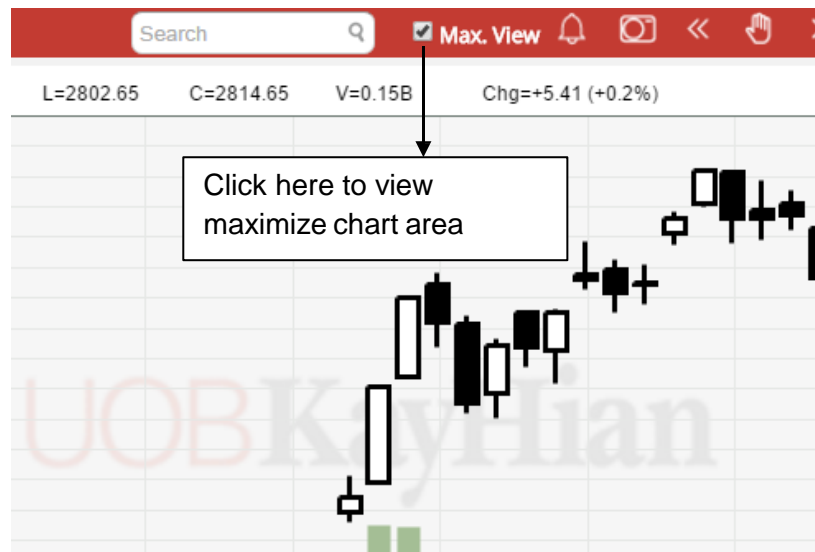 Search
Max. View
L=2802.65 C=2814.65 V=0.15B Chg=+5.41 (+0.2%)
Click here to view
maximize chart area
UOBKayHian